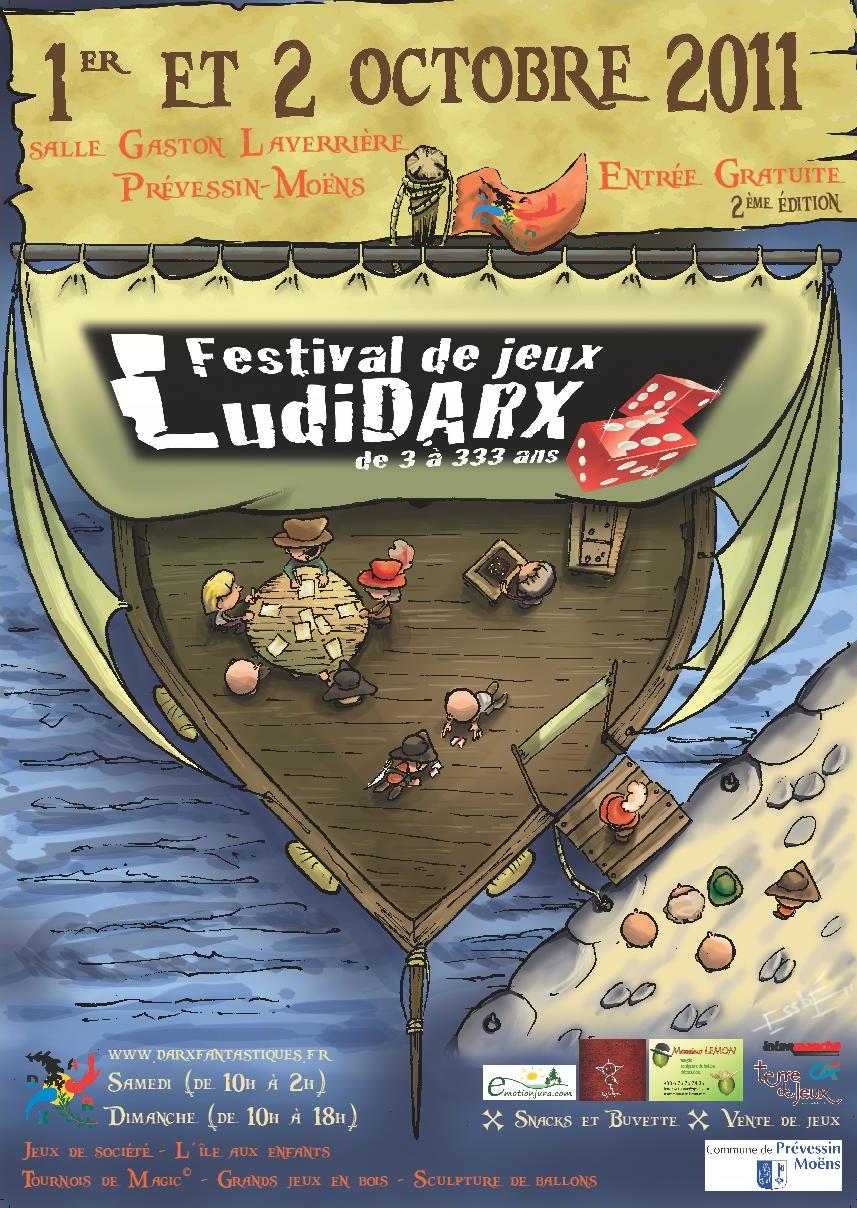 1ER ET 2 OCTOBRE 2011
SALLE GASTON LAVERRIÈRE
PRÉVESSIN-MOËNS
ENTRÉE GRATUITE
2ÈME ÉDITION
Festival de jeux
LudiDARX
de 3 à 333 ans
EssbÉ
WWW.DARXFANTASTIQUES.FR
SAMEDI (DE 10H À 2H)
DIMANCHE (DE 10H À 18H)
emotionjura.com
Monsieur LEMON
intermarche
CA
terre de jeux
SNACKS ET BUVETTE VENTE DE JEUX
JEUX DE SOCIÉTÉ - L'ÎLE AUX ENFANTS
TOURNOIS DE MAGIC© - GRANDS JEUX EN BOIS - SCULPTURE DE BALLONS
Commune de Prévessin
Moëns